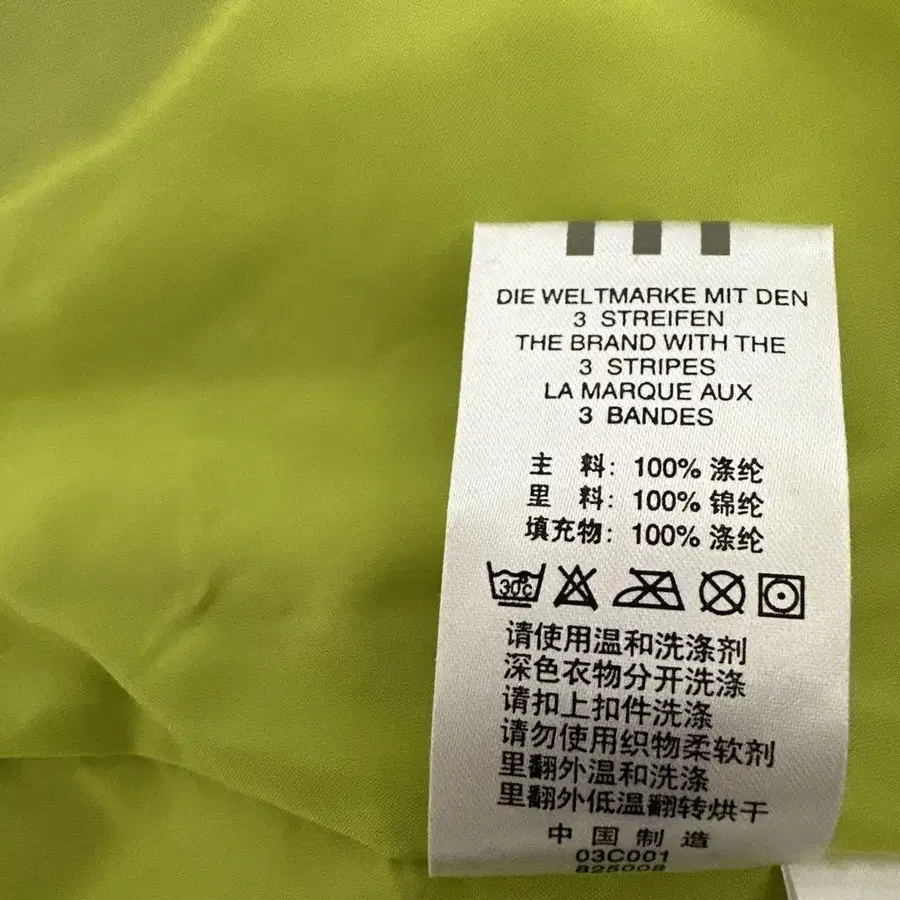 DIE WELTMARKE MIT DEN
3 STREIFEN
THE BRAND WITH THE
3 STRIPES
LA MARQUE AUX
3 BANDES
主 料: 100% 涤纶
里 料: 100% 锦纶
填充物: 100% 涤纶
30c
请使用温和洗涤剂
深色衣物分开洗涤
请扣上扣件洗涤
请勿使用织物柔软剂
里翻外温和洗涤
里翻外低温翻转烘干
中国制造
03C001
825008